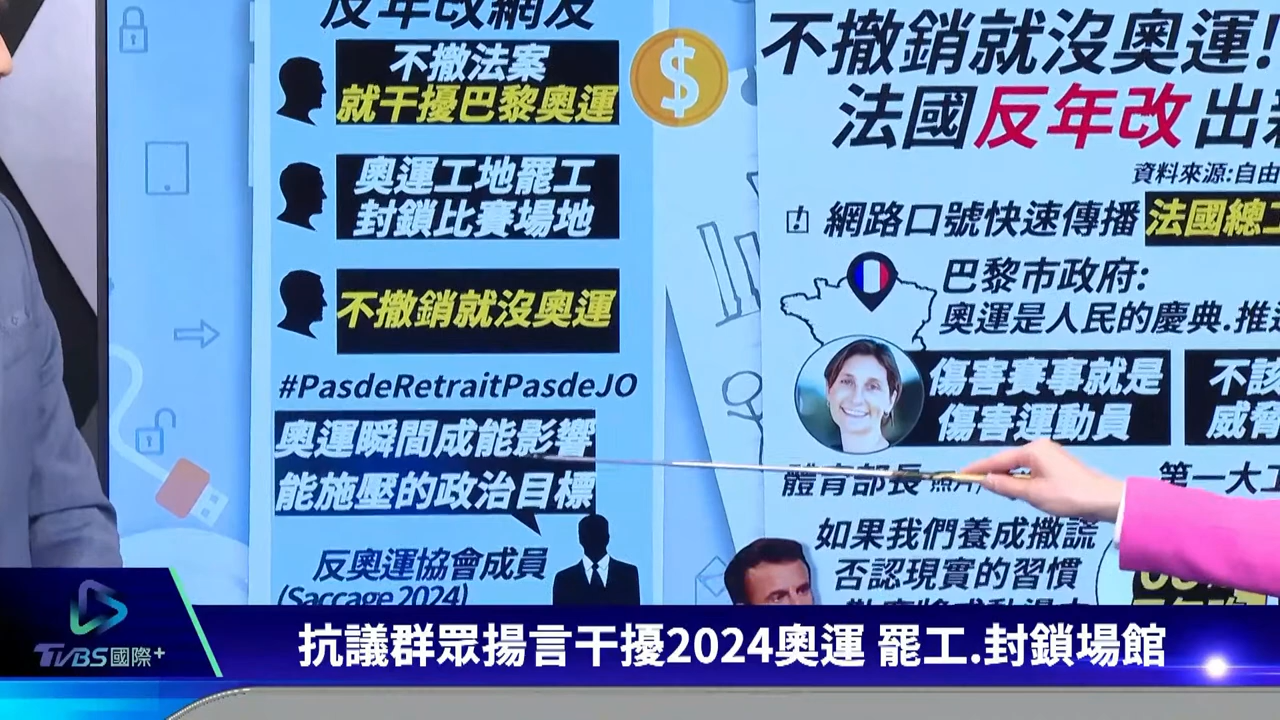 反年改網友
不撤法案
就干擾巴黎奧運
奧運工地罷工
封鎖比賽場地
不撤銷就沒奧運
#PasdeRetraitPasdeJO
奧運瞬間成能影響
能施壓的政治目標
反奧運協會成員
(Saccage 2024)
不撤銷就沒奧運!
法國反年改出
資料來源:自由
網路口號快速傳播 法國總工
巴黎市政府:
奧運是人民的慶典.推
傷害賽事就是
傷害運動員
不該
威脅
體育部長
第一大工
如果我們養成撒謊
否認現實的習慣
抗議群眾揚言干擾2024奧運 罷工.封鎖場館
TVBS國際+